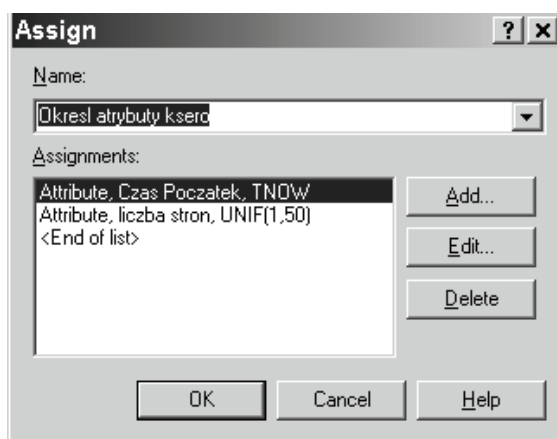 Assign
? ×
Name:
Okresl atrybuty ksero
Assignments:
Attribute, Czas Poczatek, TNOW
Attribute, liczba stron, UNIF(1,50)
<End of list>
Add...
Edit...
Delete
OK
Cancel
Help